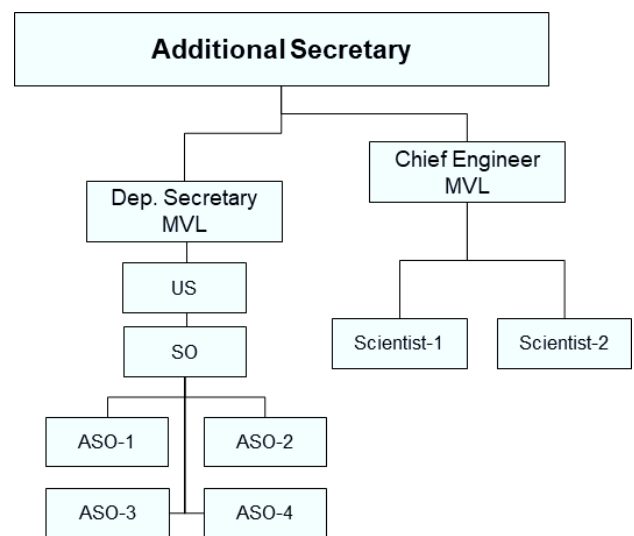 Additional Secretary
Chief Engineer
MVL
Dep. Secretary
MVL
US
SO
Scientist-1
Scientist-2
ASO-1
ASO-2
ASO-3
ASO-4